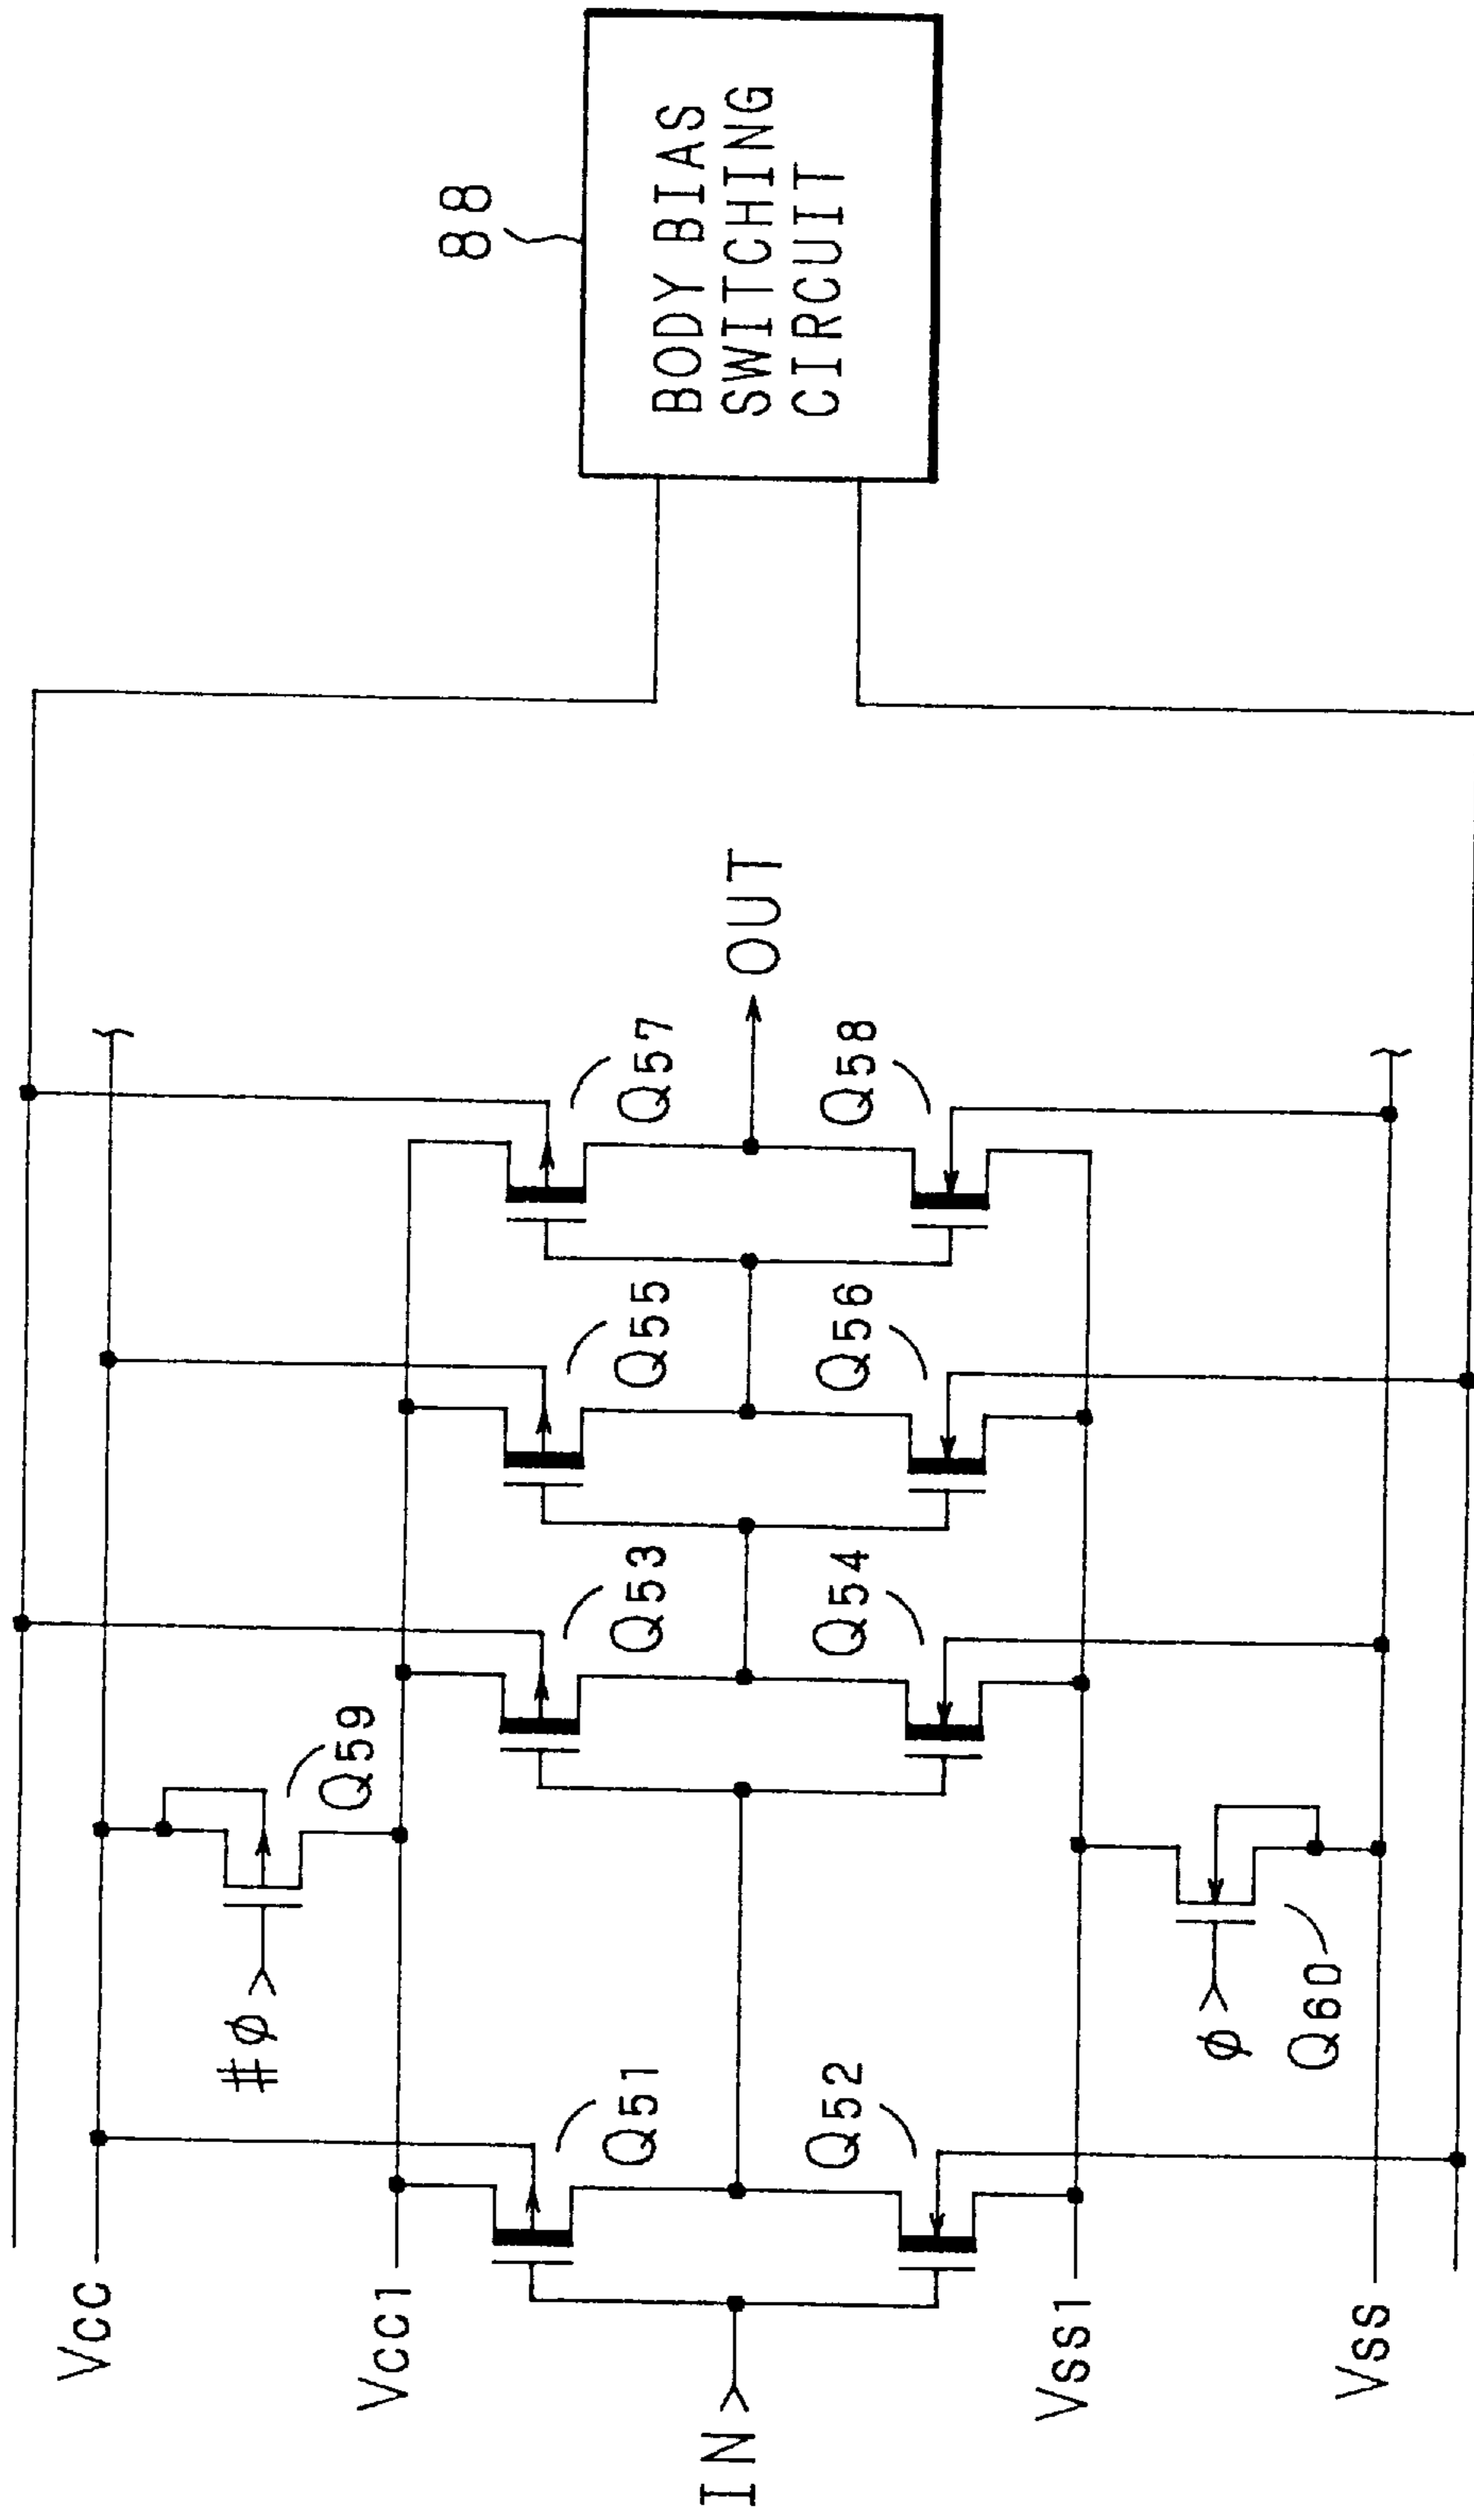 88
BODY BIAS
SWITCHING
CIRCUIT
Vcc
#φ
Q59
Vcc1
Q51
Q53
Q55
Q57
IN
OUT
Q52
Q54
Q56
Q58
Vss1
φ
Q60
Vss